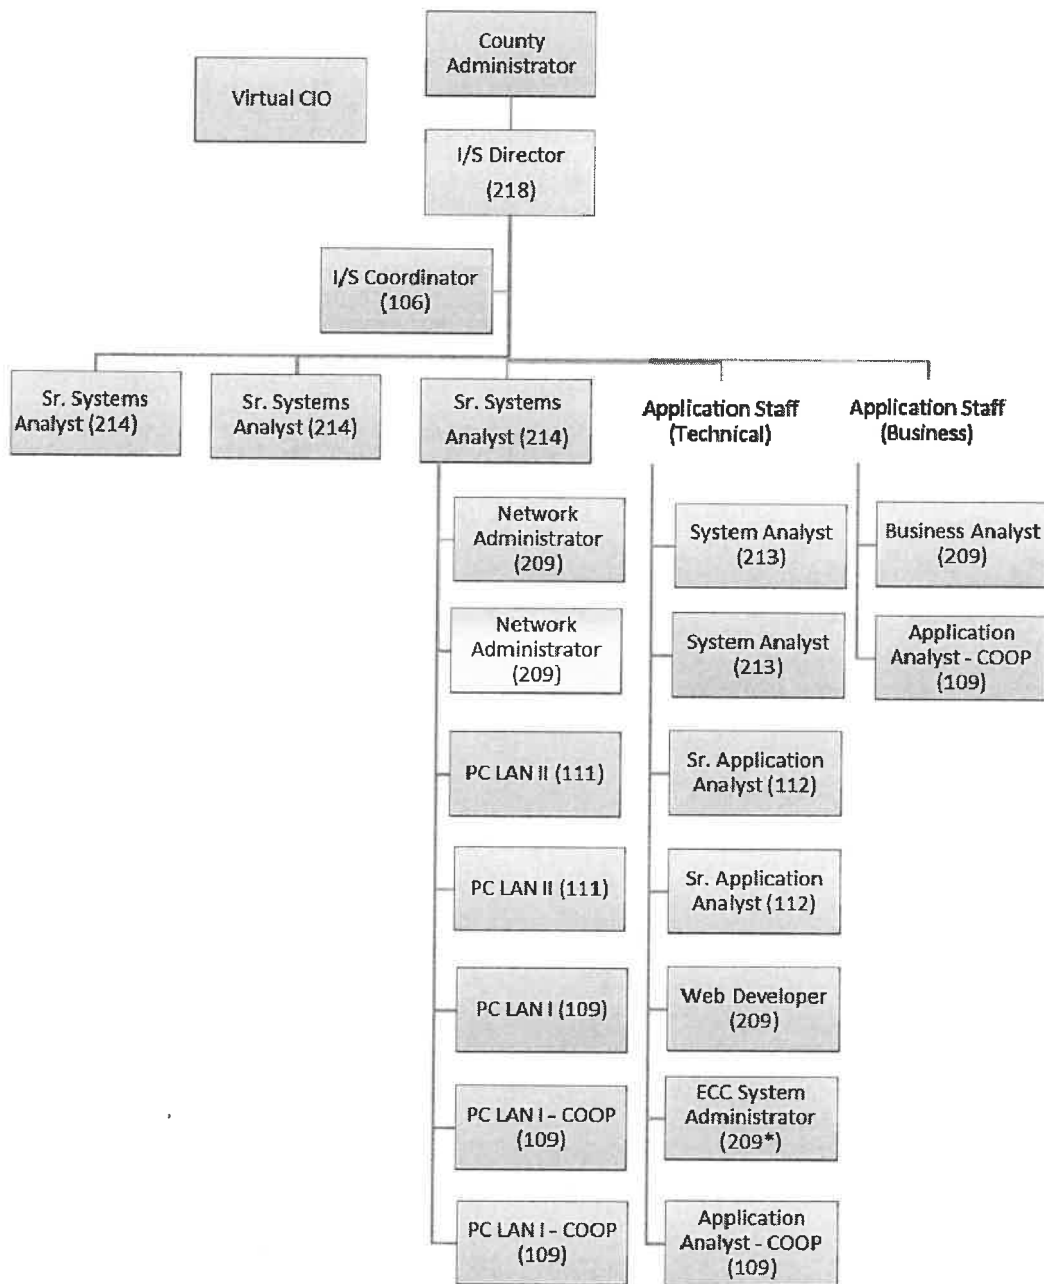 County
Administrator
Virtual CIO
I/S Director
(218)
I/S Coordinator
(106)
Sr. Systems
Analyst (214)
Sr. Systems
Analyst (214)
Sr. Systems
Analyst (214)
Application Staff
(Technical)
Application Staff
(Business)
Network
Administrator
(209)
Network
Administrator
(209)
PC LAN II (111)
PC LAN II (111)
PC LAN I (109)
PC LAN I - COOP
(109)
PC LAN I - COOP
(109)
System Analyst
(213)
System Analyst
(213)
Sr. Application
Analyst (112)
Sr. Application
Analyst (112)
Web Developer
(209)
ECC System
Administrator
(209*)
Application
Analyst - COOP
(109)
Business Analyst
(209)
Application
Analyst - COOP
(109)